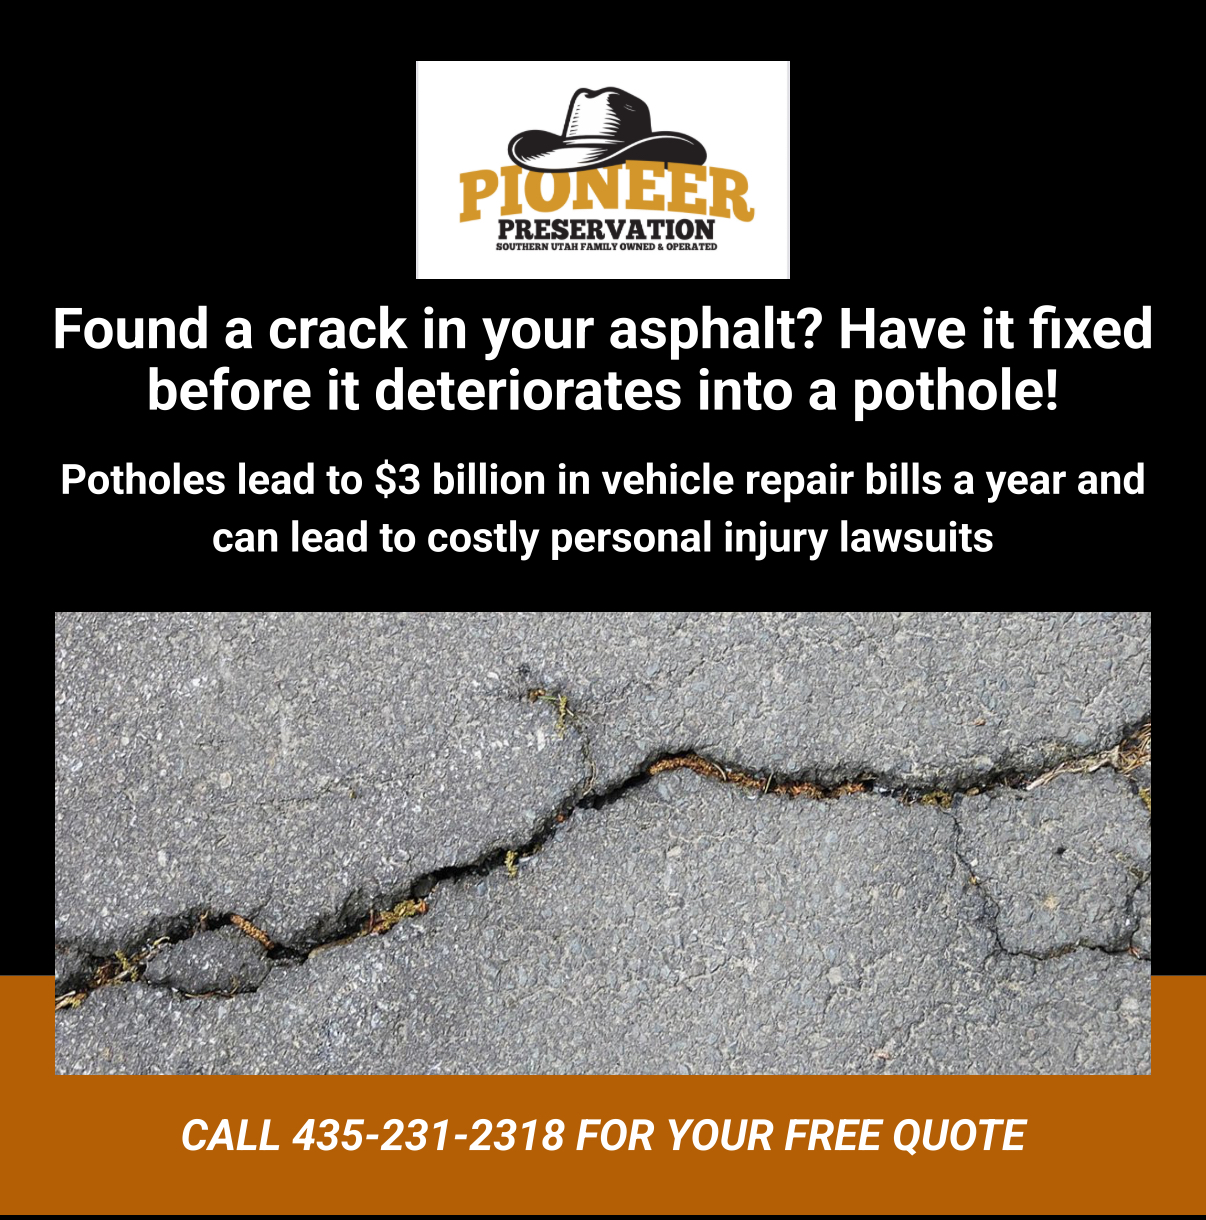 PIONEER
PRESERVATION
SOUTHERN UTAH FAMILY OWNED & OPERATED
Found a crack in your asphalt? Have it fixed
before it deteriorates into a pothole!
Potholes lead to $3 billion in vehicle repair bills a year and
can lead to costly personal injury lawsuits
CALL 435-231-2318 FOR YOUR FREE QUOTE